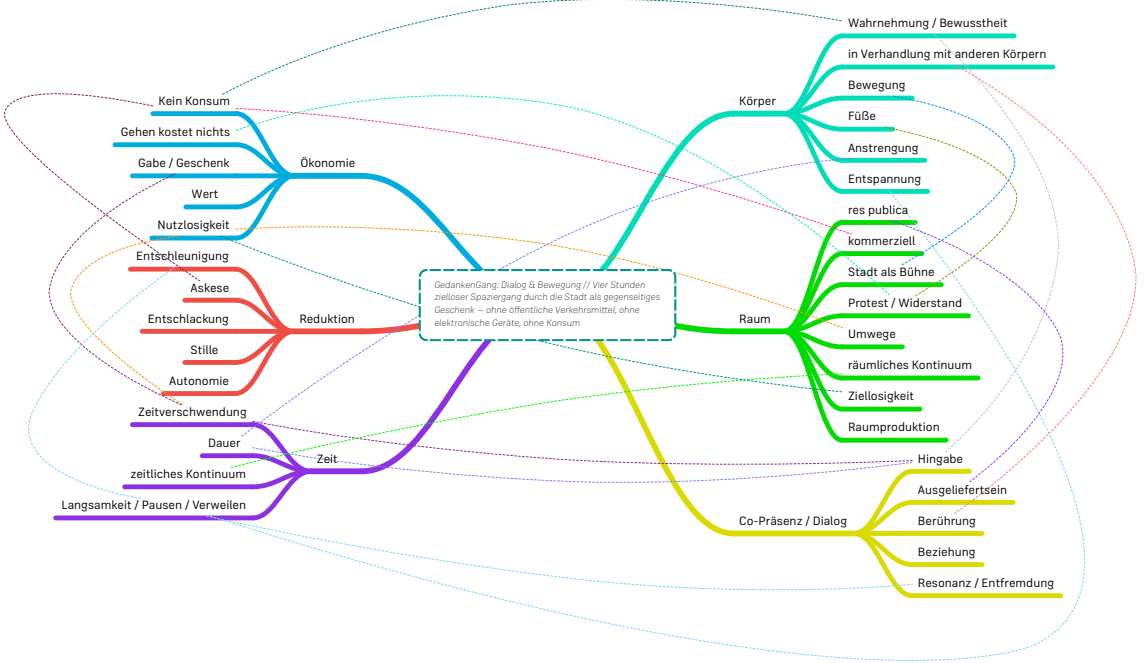 Kein Konsum
Gehen kostet nichts
Gabe / Geschenk
Wert
Nutzlosigkeit
Ökonomie
Entschleunigung
Askese
Entschlackung
Stille
Autonomie
Reduktion
Zeitverschwendung
Dauer
zeitliches Kontinuum
Langsamkeit / Pausen / Verweilen
Zeit
GedankenGang: Dialog & Bewegung // Vier Stunden
zielloser Spaziergang durch die Stadt als gegenseitiges
Geschenk – ohne öffentliche Verkehrsmittel, ohne
elektronische Geräte, ohne Konsum
Körper
Wahrnehmung / Bewusstheit
in Verhandlung mit anderen Körpern
Bewegung
Füße
Anstrengung
Entspannung
Raum
res publica
kommerziell
Stadt als Bühne
Protest / Widerstand
Umwege
räumliches Kontinuum
Ziellosigkeit
Raumproduktion
Co-Präsenz / Dialog
Hingabe
Ausgeliefertsein
Berührung
Beziehung
Resonanz / Entfremdung